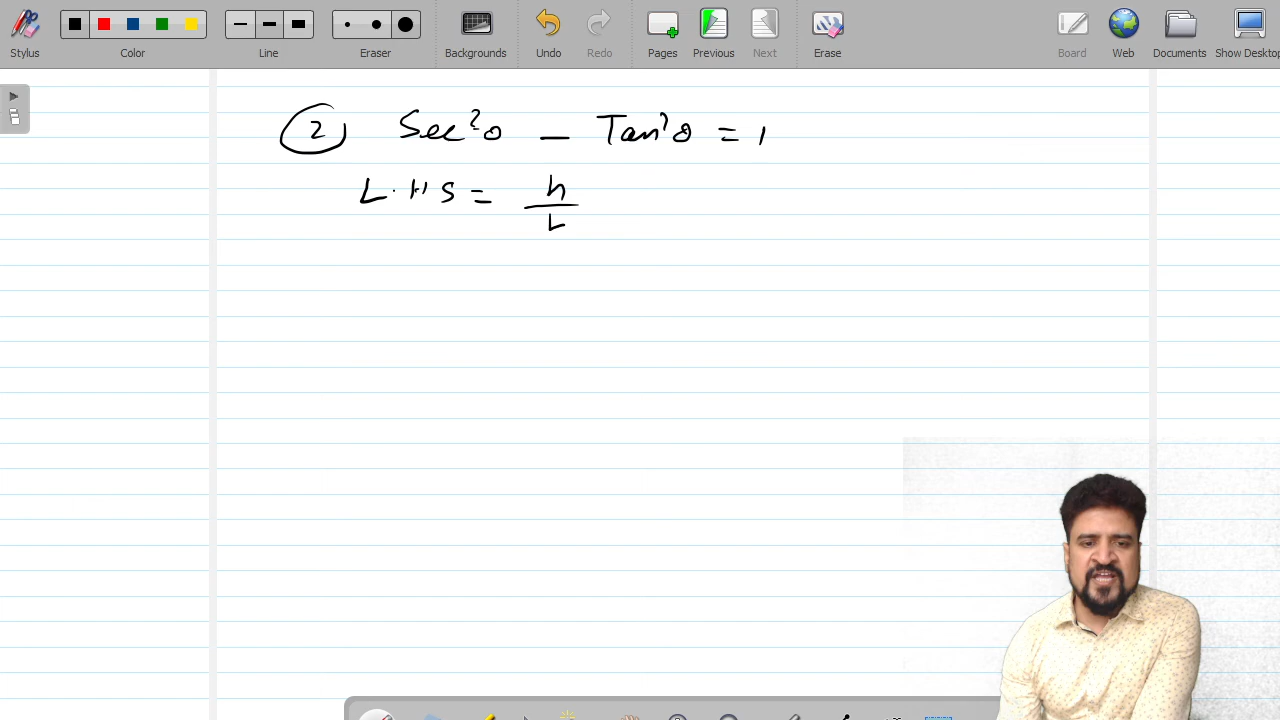 Stylus Color Line Eraser Backgrounds Undo Redo Pages Previous Next Erase Board Web Documents Show Desktop
2 Sec²θ − Tan²θ = 1
L.H.S = h
L